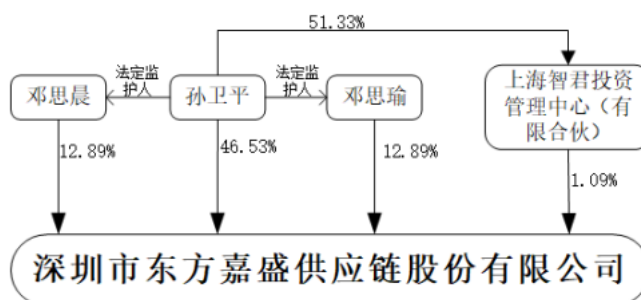 51.33%
法定监
护人
法定监
护人
邓思晨
孙卫平
邓思瑜
上海智君投资
管理中心（有
限合伙）
12.89%
46.53%
12.89%
1.09%
深圳市东方嘉盛供应链股份有限公司